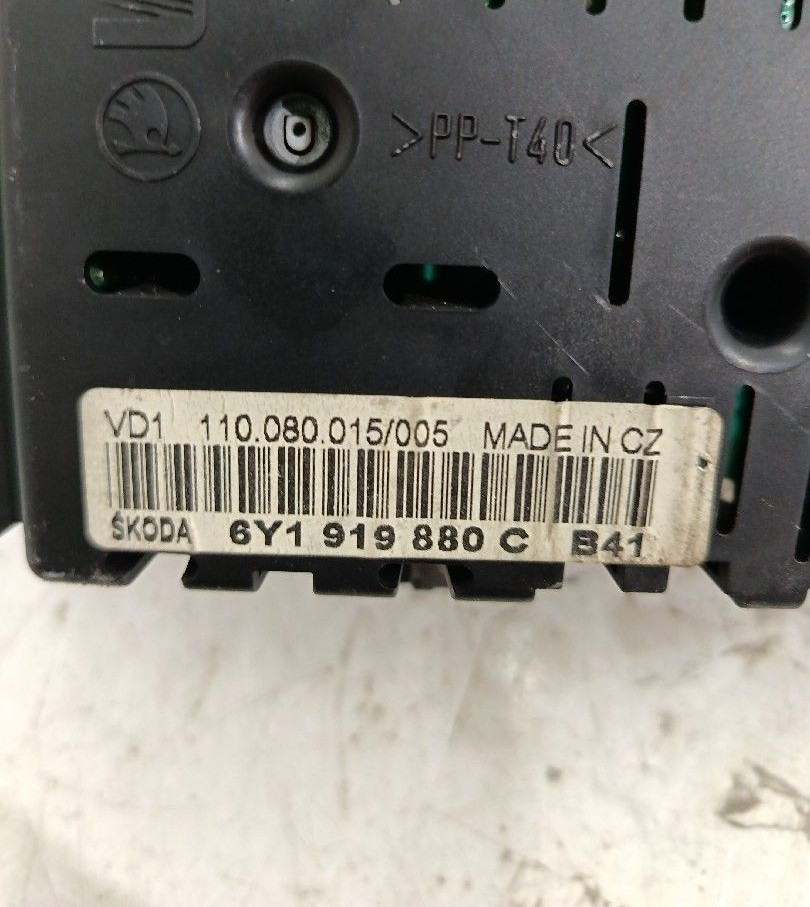 >PP-T40<
VD1 110.080.015/005 MADE IN CZ
ŠKODA 6Y1 919 880 C B41